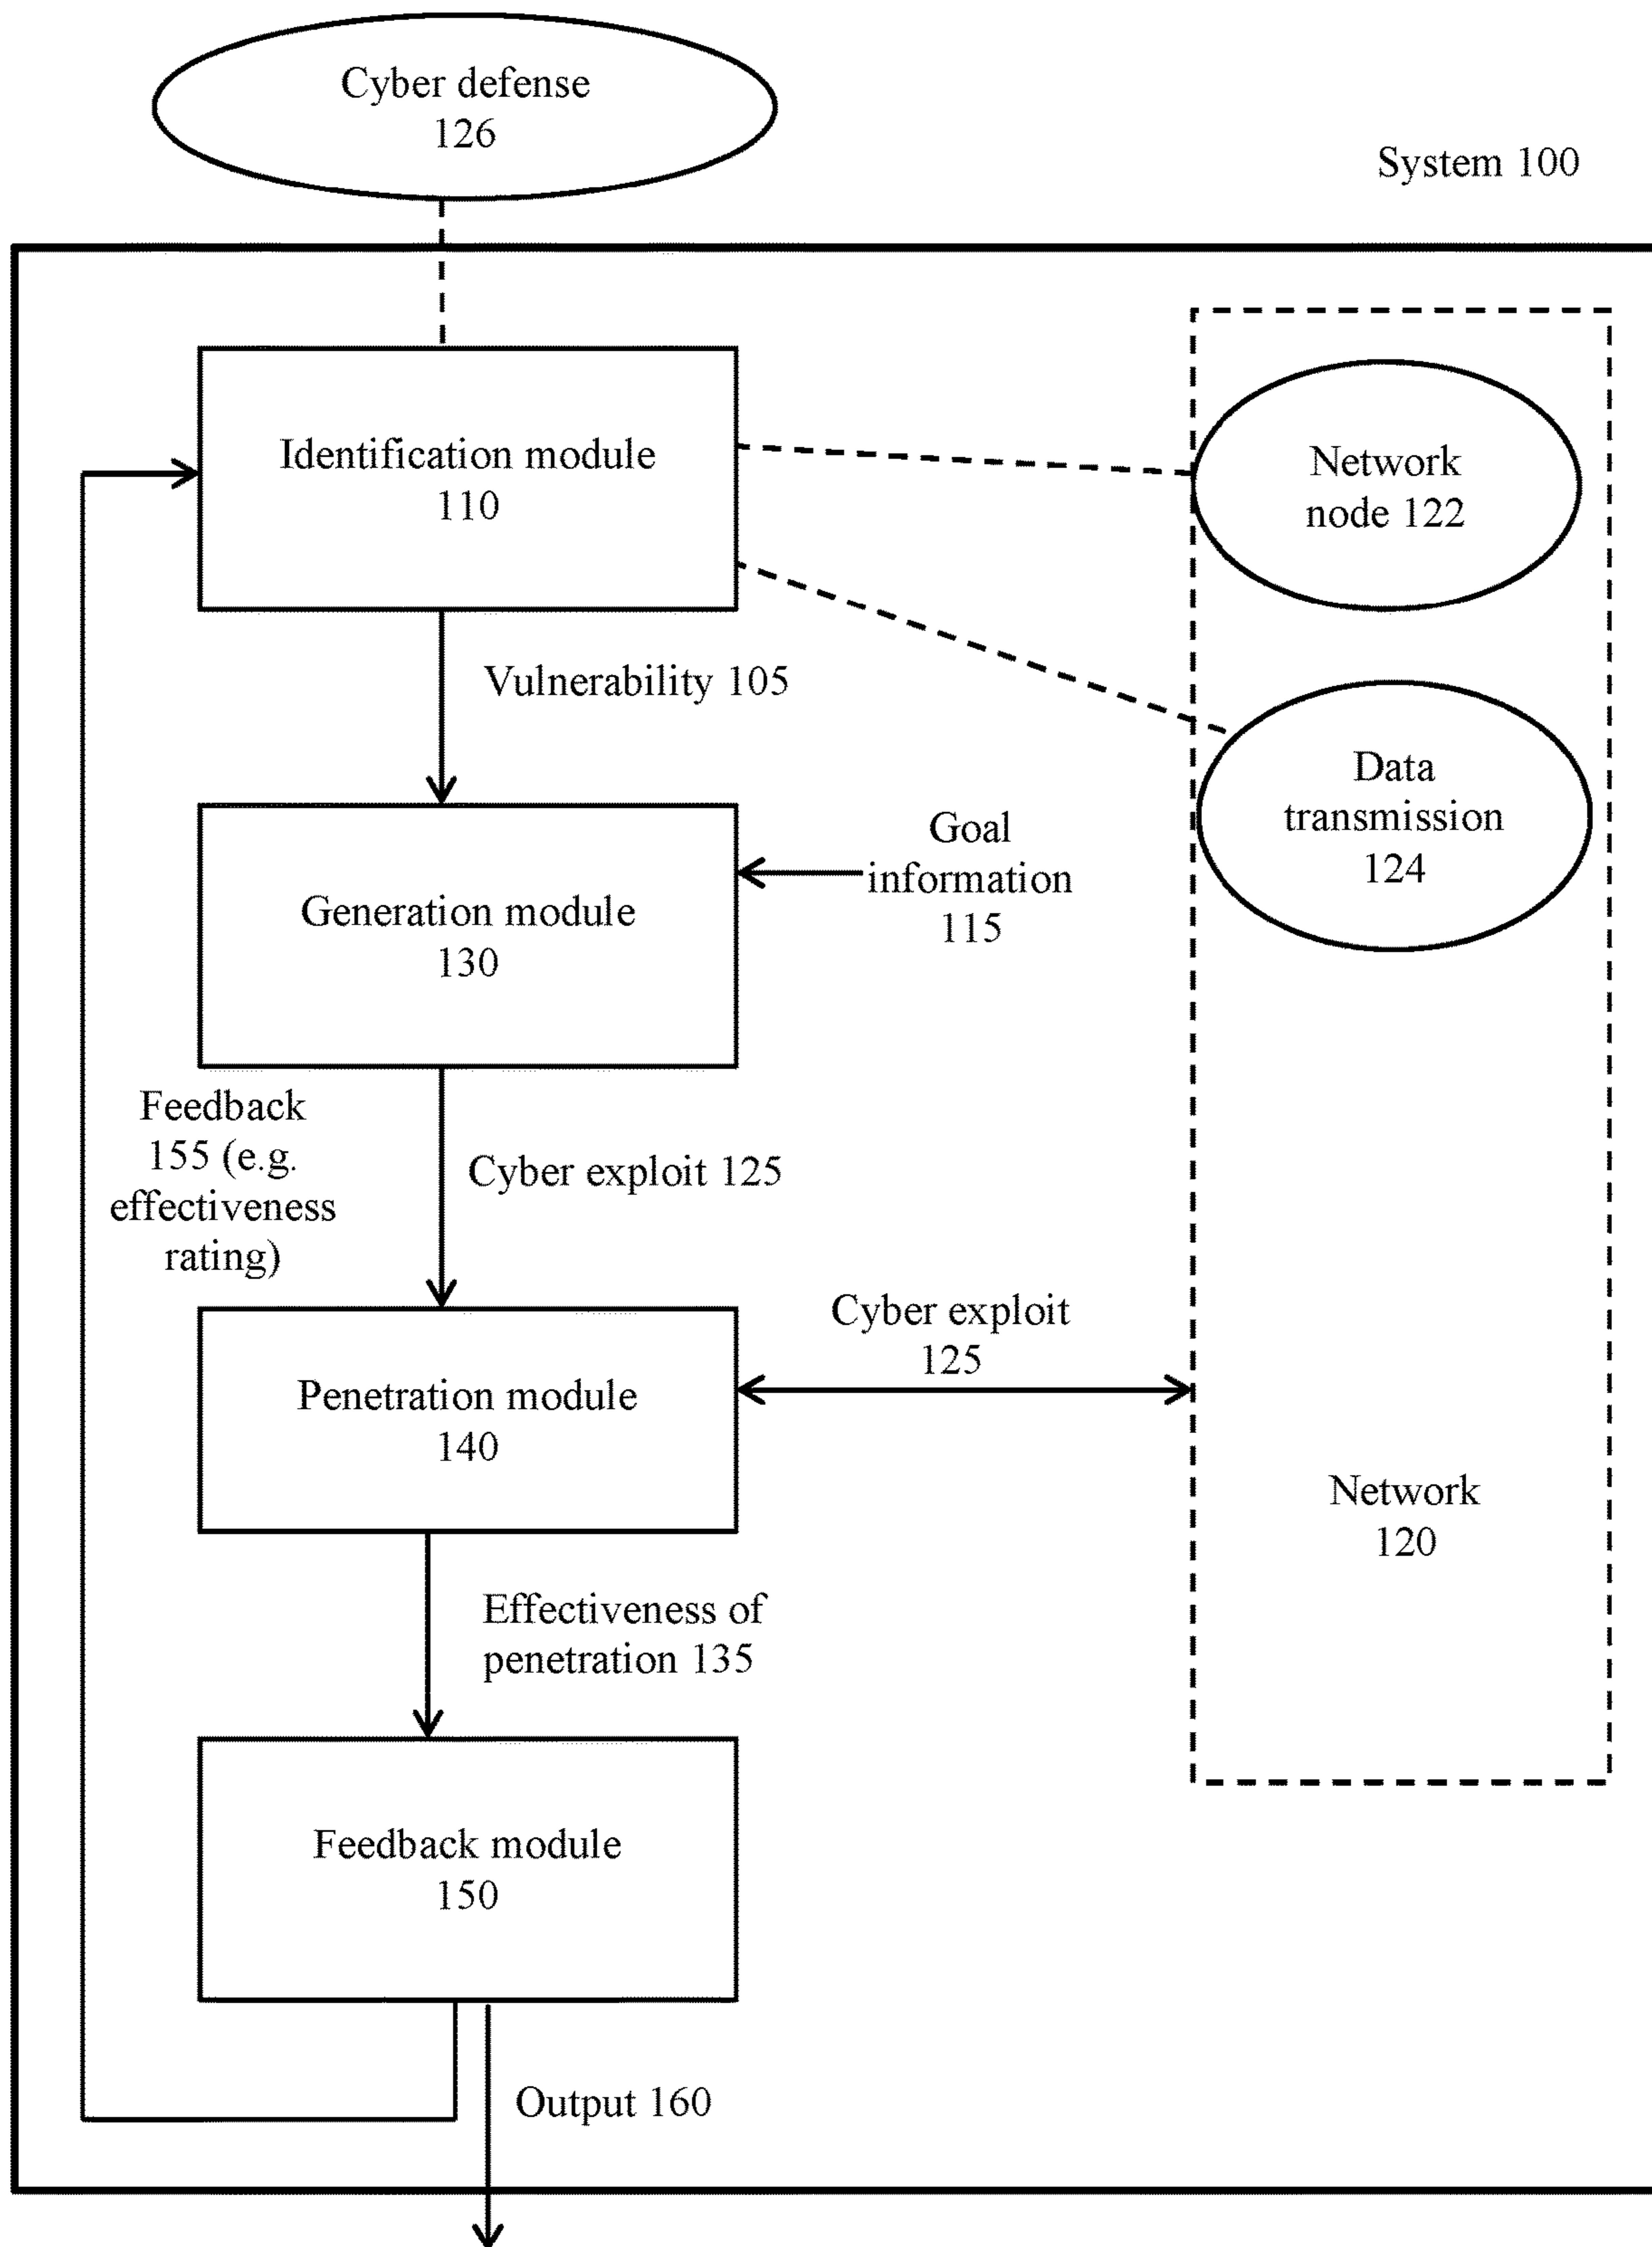 Cyber defense
126
System 100
Identification module
110
Network
node 122
Vulnerability 105
Data
transmission
124
Goal
information
115
Generation module
130
Feedback
155 (e.g.
effectiveness
rating)
Cyber exploit 125
Cyber exploit
125
Penetration module
140
Network
120
Effectiveness of
penetration 135
Feedback module
150
Output 160